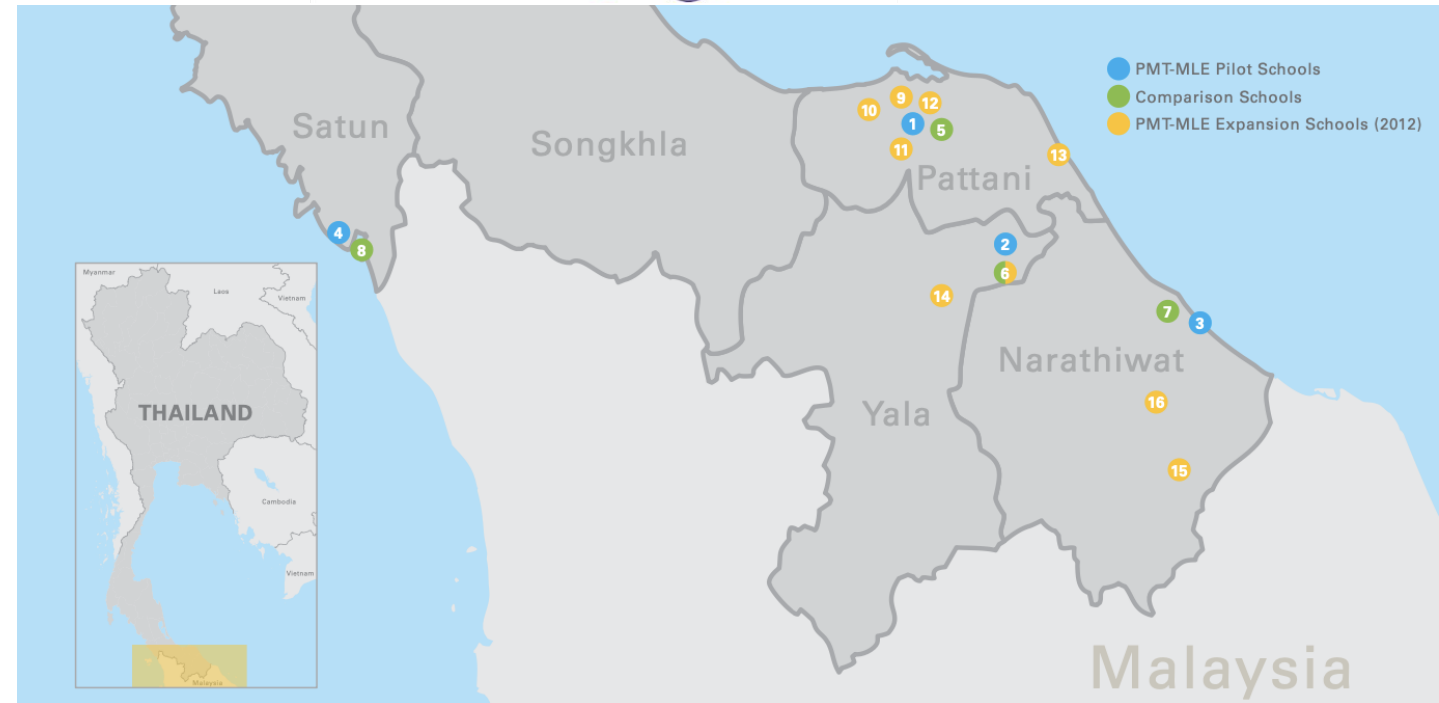 PMT-MLE Pilot Schools
Comparison Schools
PMT-MLE Expansion Schools (2012)
Satun
Songkhla
Pattani
Yala
Narathiwat
Malaysia
1
2
3
4
5
6
7
8
9
10
11
12
13
14
15
16
Myanmar
Laos
Vietnam
THAILAND
Cambodia
Vietnam
Malaysia